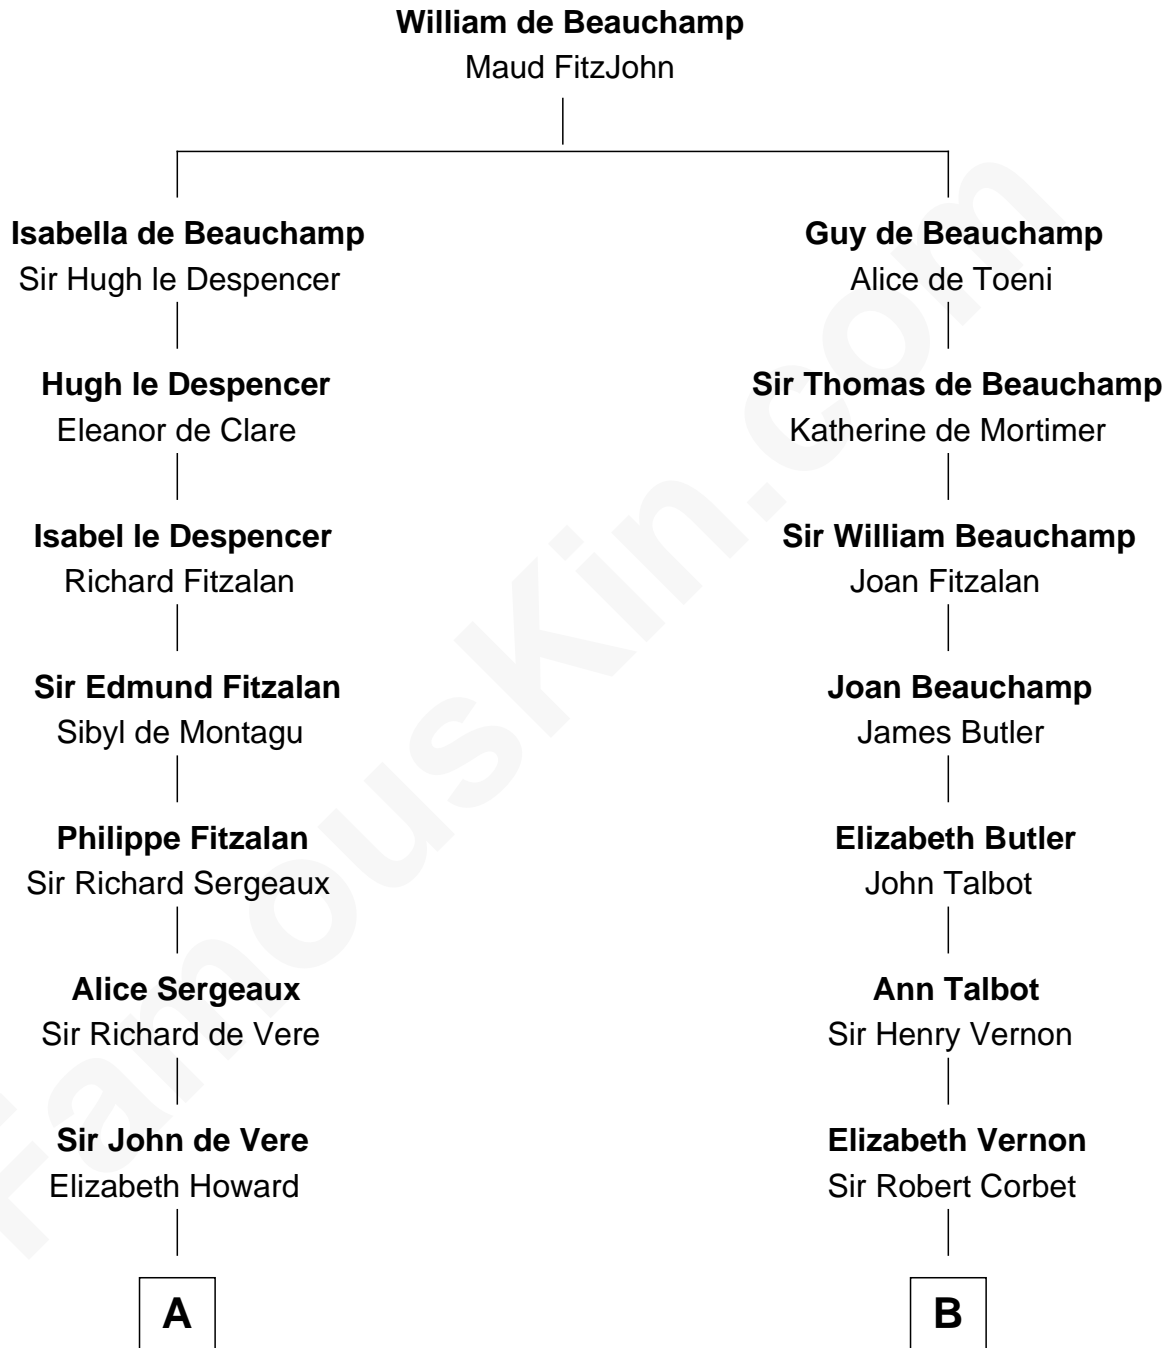 William de Beauchamp
Maud FitzJohn
Isabella de Beauchamp
Sir Hugh le Despencer
Guy de Beauchamp
Alice de Toeni
Hugh le Despencer
Eleanor de Clare
Sir Thomas de Beauchamp
Katherine de Mortimer
Isabel le Despencer
Richard Fitzalan
Sir William Beauchamp
Joan Fitzalan
Sir Edmund Fitzalan
Sibyl de Montagu
Joan Beauchamp
James Butler
Philippe Fitzalan
Sir Richard Sergeaux
Elizabeth Butler
John Talbot
Alice Sergeaux
Sir Richard de Vere
Ann Talbot
Sir Henry Vernon
Sir John de Vere
Elizabeth Howard
Elizabeth Vernon
Sir Robert Corbet
A
B
FamousKin.com